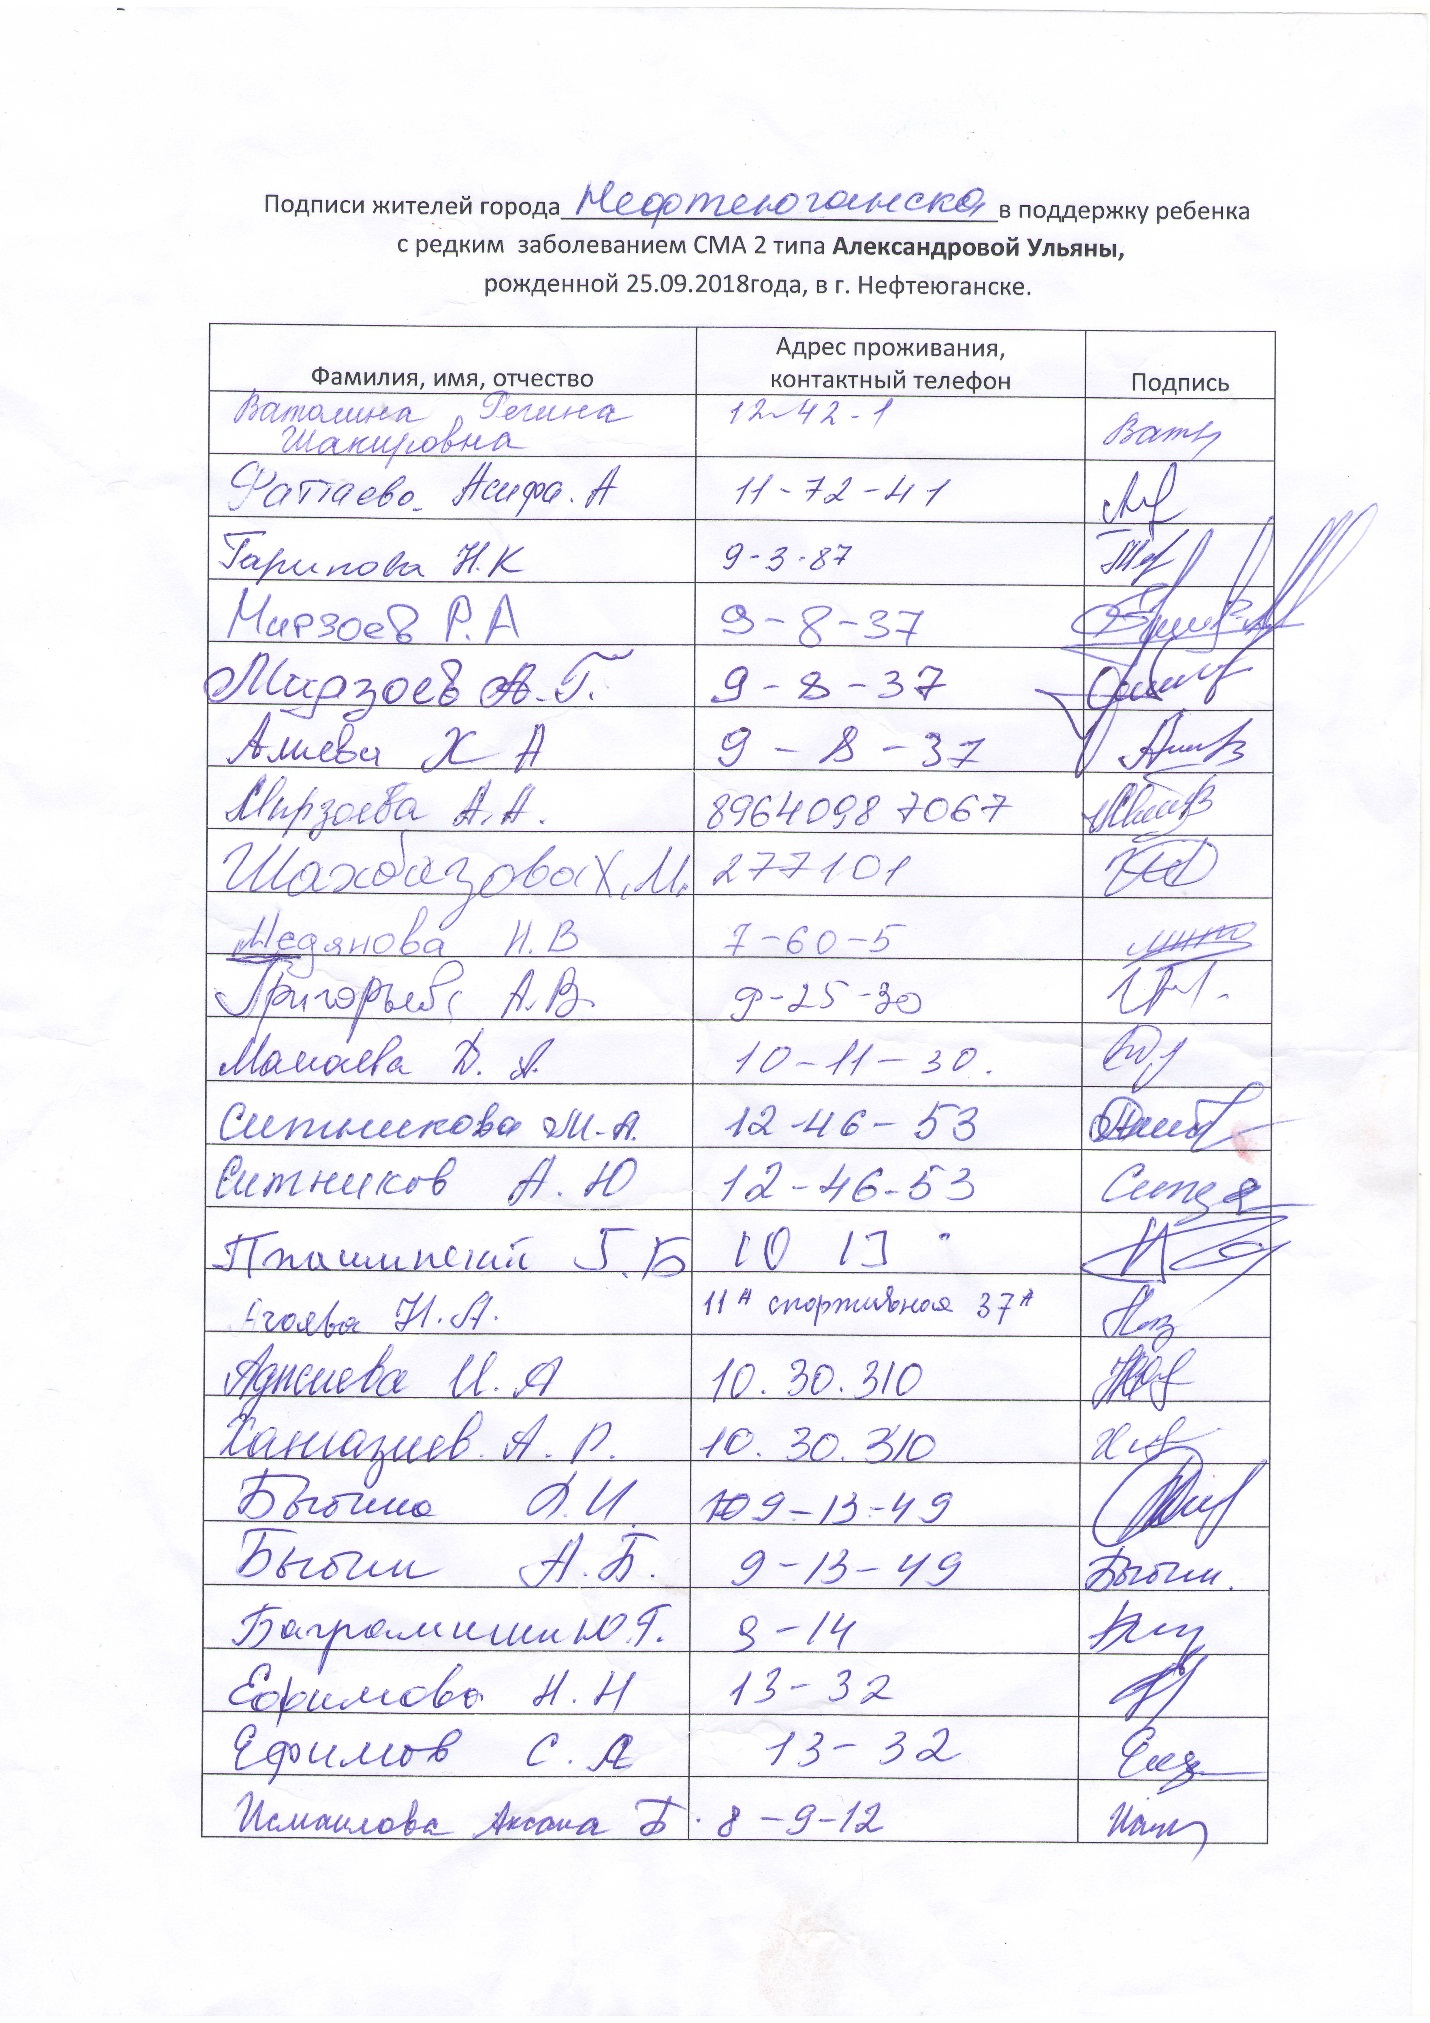 Подписи жителей города Нефтеюганска в поддержку ребенка
с редким заболеванием СМА 2 типа Александровой Ульяны,
рожденной 25.09.2018года, в г. Нефтеюганске.
Фамилия, имя, отчество
Адрес проживания,
контактный телефон
Подпись
Ваталина Регина 12-42-1
Шакировна
Фаттаева Асифа. А 11-72-41
Гарипова Н.К 9-3-87
Мирзоев Р.А 9-8-37
Мирзоев А.Г. 9-8-37
Алиева Х А 9-8-37
Мирзоева А.А. 89640987067
Шахбазова Х.М. 277101
Медянова Н.В 7-60-5
Григорьев А.В. 9-25-30
Д. А. 10-11-30.
Ситникова М.А. 12-46-53
Ситников А.Ю 12-46-53 Ситн
Г.Б 10 13
Н.А. 11А спортивная 37А
Аджиева И.А 10.30.310
Хангазиев А.Р. 10.30.310
Д.И. 9-13-49
А.Б. 9-13-49
Ю.Г. 9-14
Ефимова Н.Н 13-32
Ефимов С.А 13-32
Исмаилова Аксана Б. 8-9-12